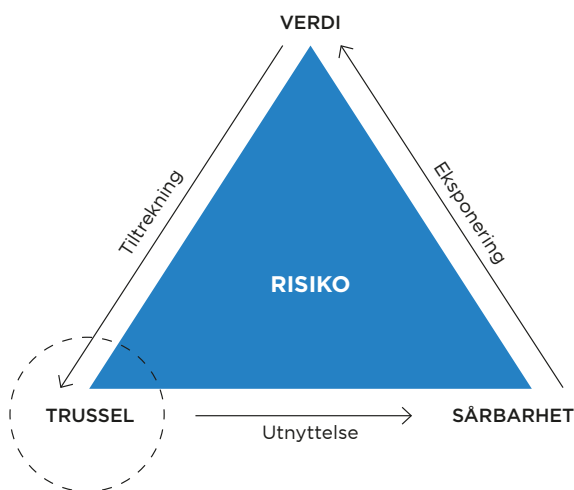 VERDI
Tiltrekning
Eksponering
RISIKO
TRUSSEL
Utnyttelse
SÅRBARHET